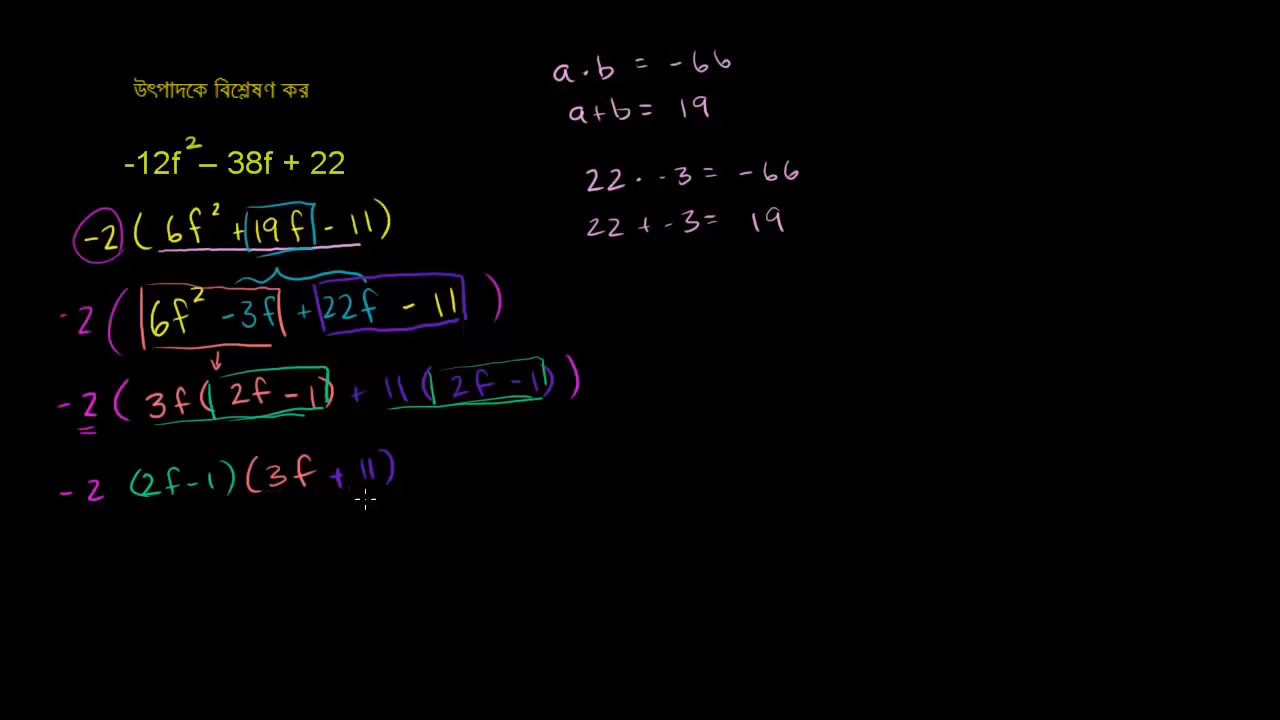 উৎপাদকে বিশ্লেষণ কর
-12f² – 38f + 22
-2 ( 6f² + 19f - 11 )
-2 ( 6f² - 3f + 22f - 11 )
-2 ( 3f ( 2f - 1 ) + 11 ( 2f - 1 ) )
-2 (2f - 1) (3f + 11)
a · b = -66
a + b = 19
22 · -3 = -66
22 + -3 = 19